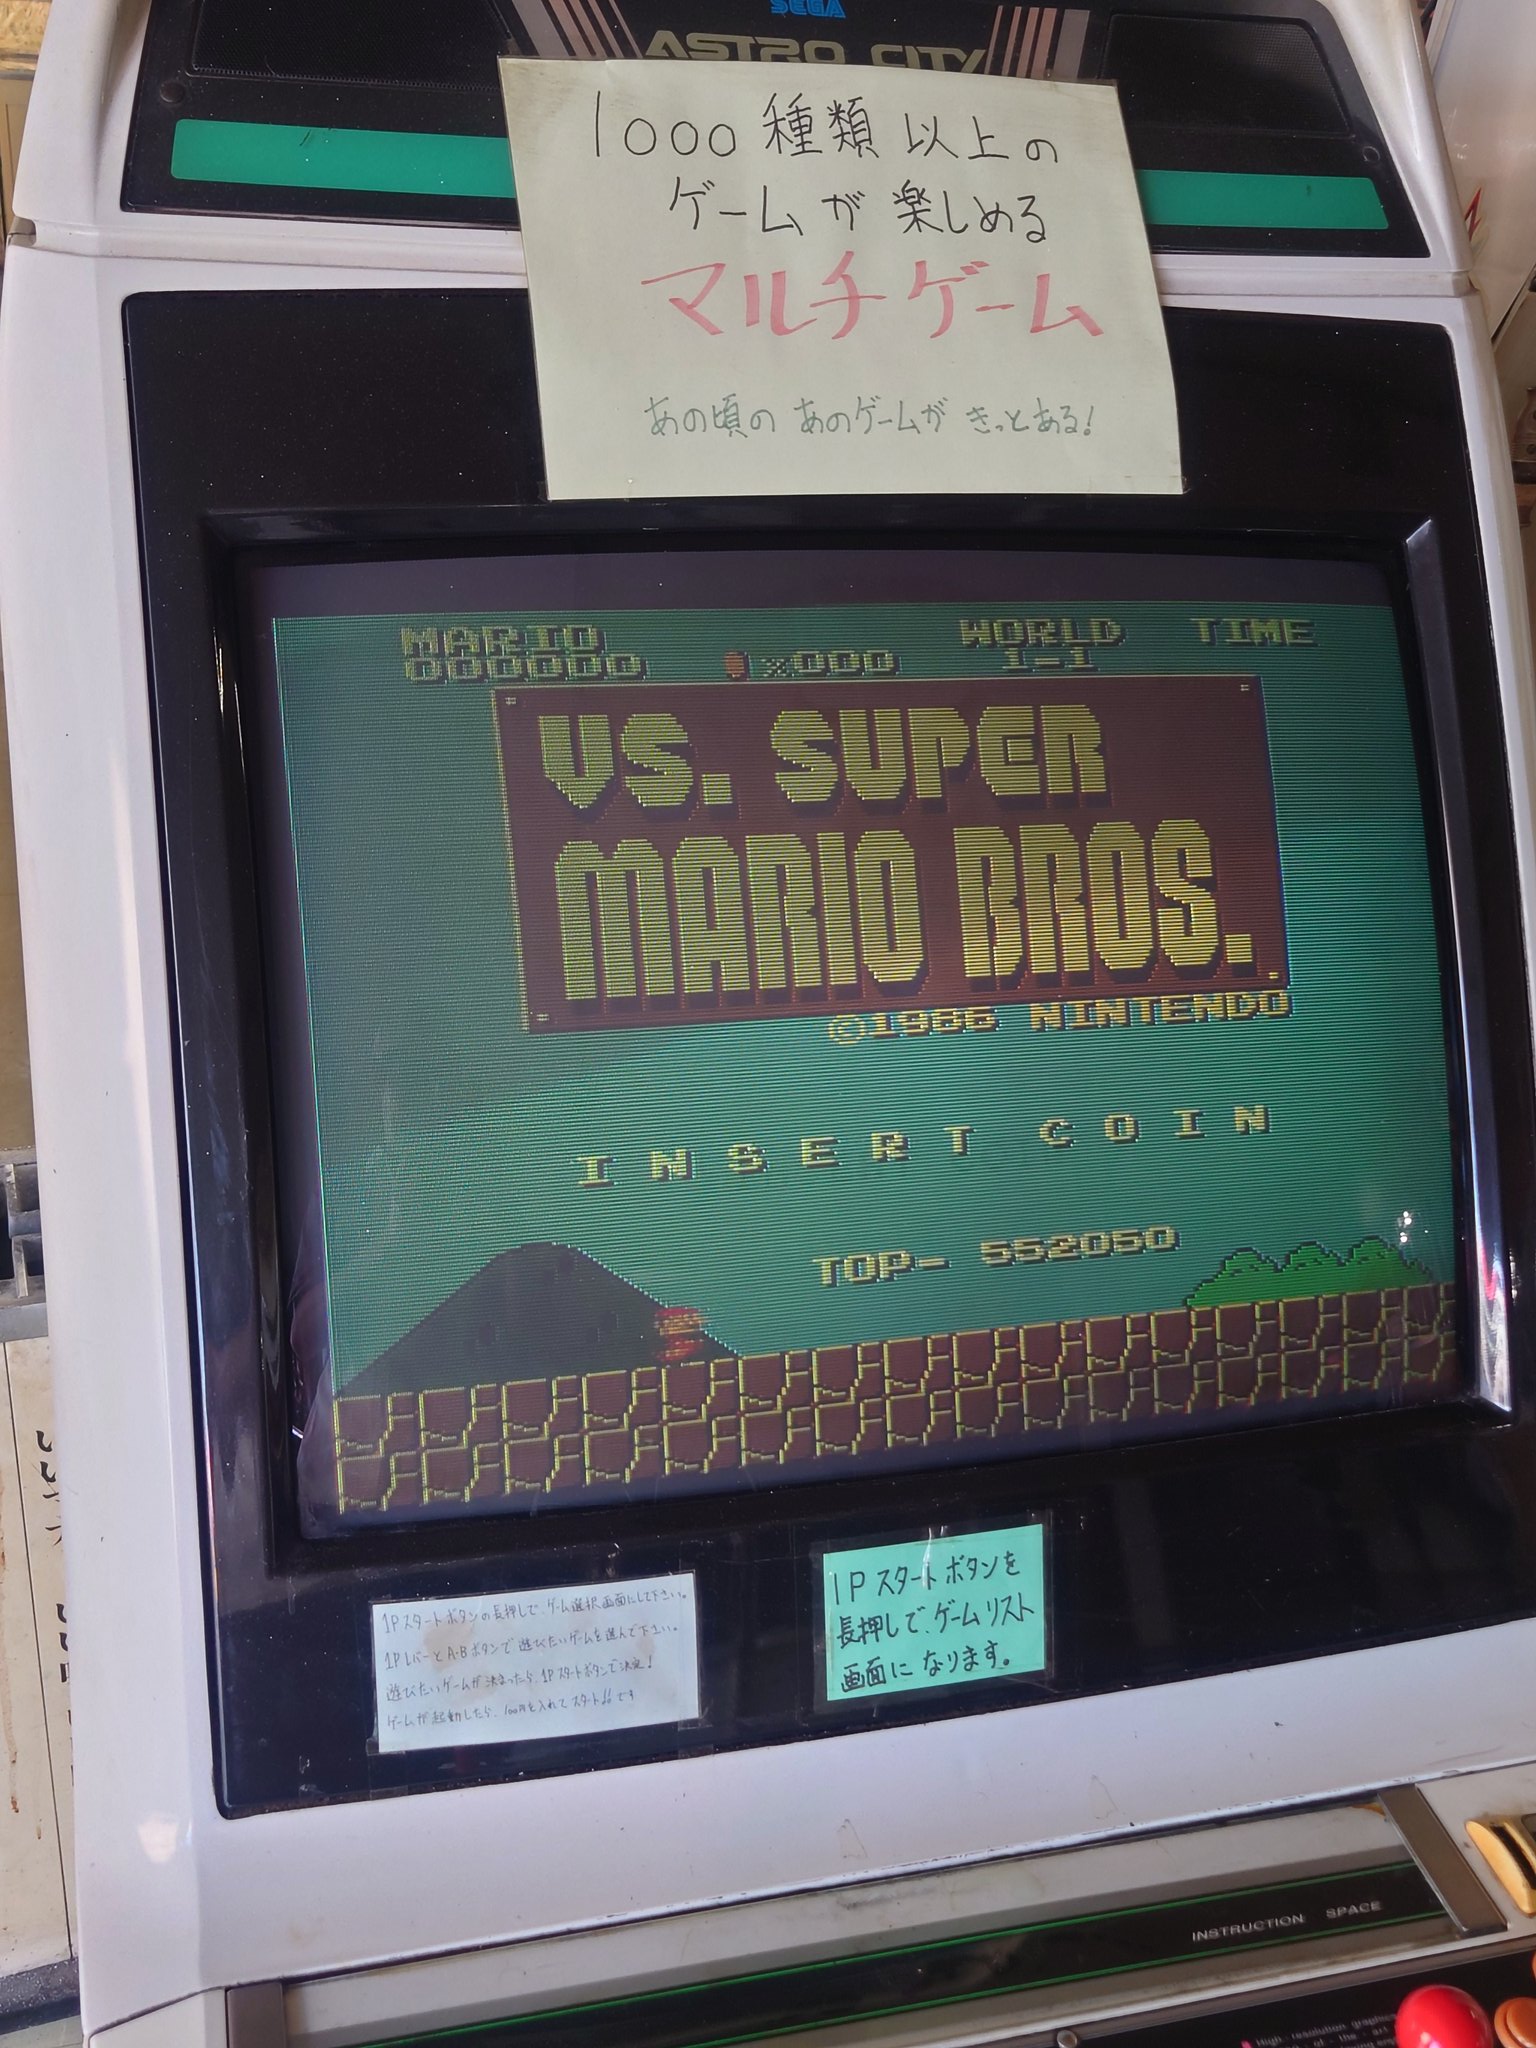 SEGA
ASTRO CITY
1000種類以上の
ゲームが楽しめる
マルチゲーム
あの頃のあのゲームがきっとある!
MARIO WORLD TIME
000000 ×000 1-1
VS. SUPER
MARIO BROS.
©1986 NINTENDO
INSERT COIN
TOP- 552050
1Pスタートボタンの長押しで、ゲーム選択画面にして下さい。
1PレバーとA・Bボタンで遊びたいゲームを選んで下さい。
遊びたいゲームが決まったら、1Pスタートボタンで決定!
ゲームが起動したら、100円を入れてスタート!!です
1Pスタートボタンを
長押しで、ゲームリスト
画面になります。
INSTRUCTION SPACE
High-resolution graphics